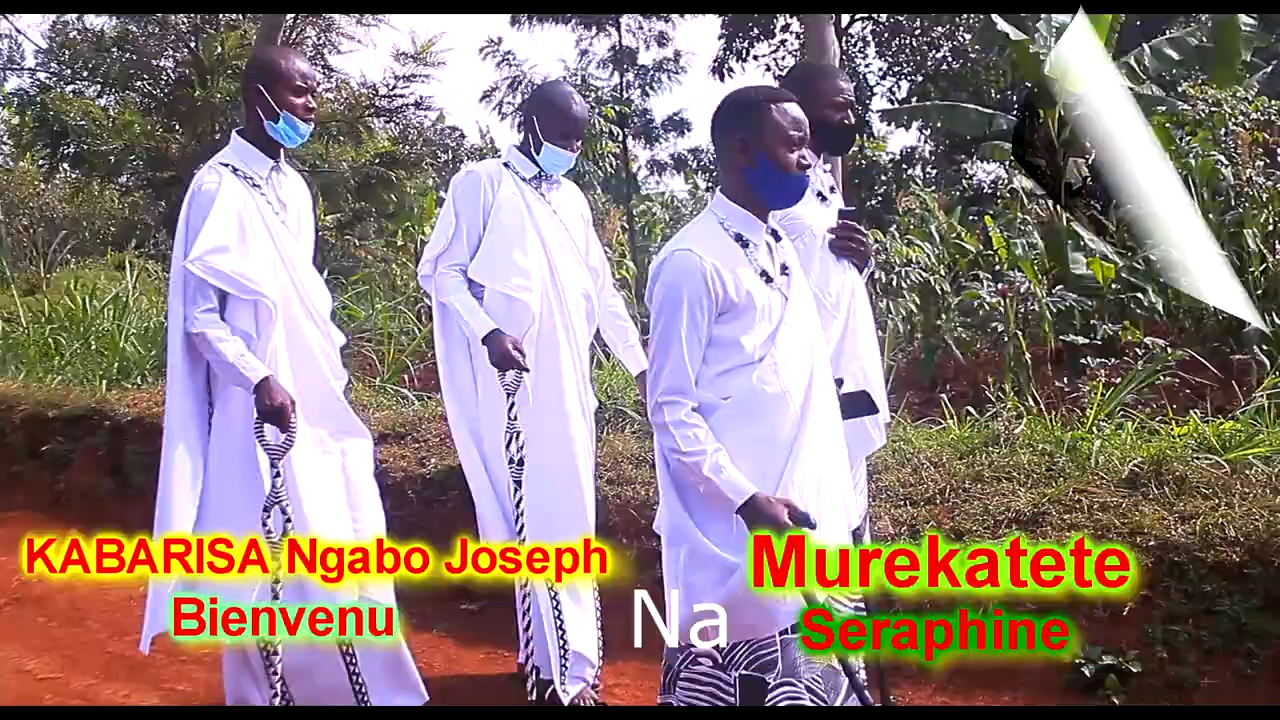 KABARISA Ngabo Joseph
Bienvenu
Na
Murekatete
Seraphine